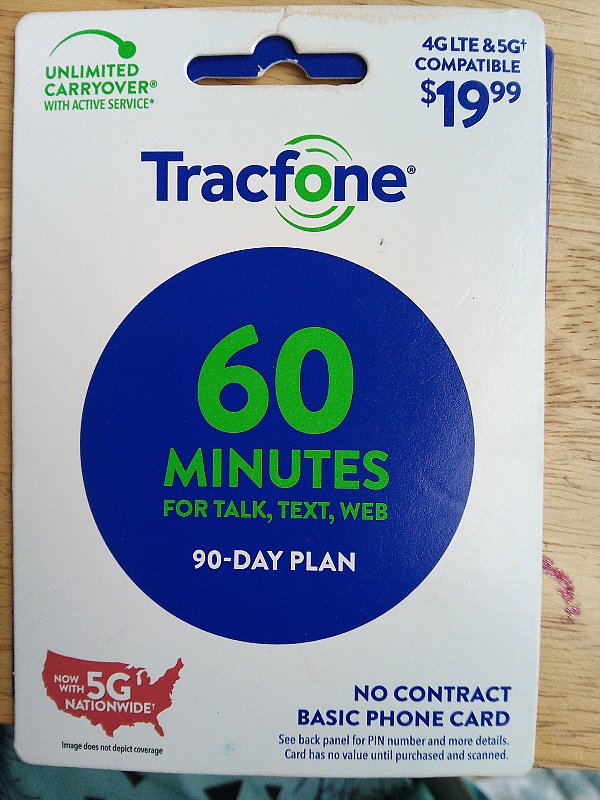 UNLIMITED
CARRYOVER®
WITH ACTIVE SERVICE*
4G LTE & 5G†
COMPATIBLE
$19.99
Tracfone®
60
MINUTES
FOR TALK, TEXT, WEB
90-DAY PLAN
NOW
WITH 5G
NATIONWIDE†
Image does not depict coverage
NO CONTRACT
BASIC PHONE CARD
See back panel for PIN number and more details.
Card has no value until purchased and scanned.